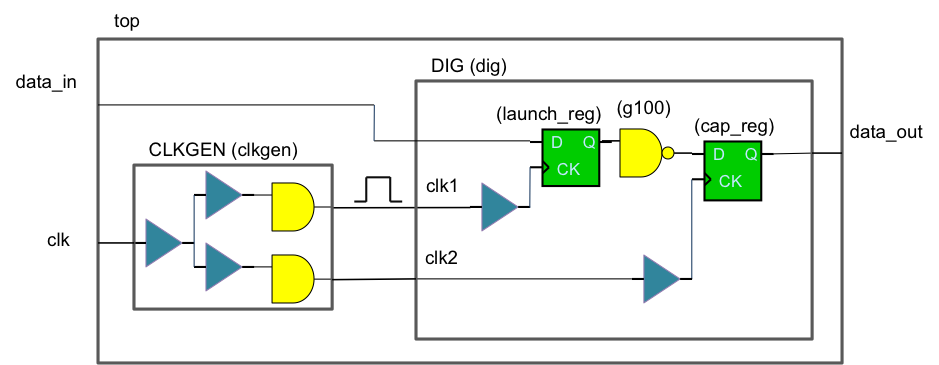 top
data_in
DIG (dig)
(launch_reg)
(g100)
(cap_reg)
data_out
D Q
CK
D Q
CK
CLKGEN (clkgen)
clk1
clk
clk2